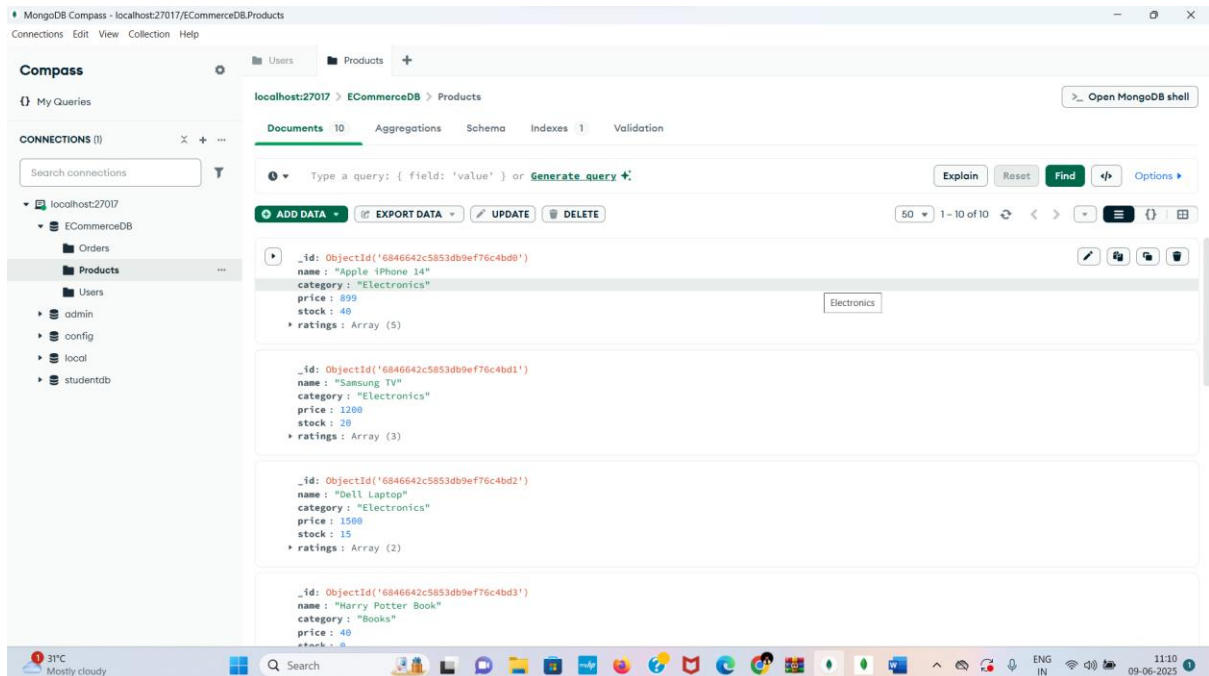 MongoDB Compass - localhost:27017/ECommerceDB.Products
Connections Edit View Collection Help
Compass
{} My Queries
CONNECTIONS (1)
Search connections
localhost:27017
ECommerceDB
Orders
Products
Users
admin
config
local
studentdb
Users Products
localhost:27017 > ECommerceDB > Products
>_ Open MongoDB shell
Documents 10 Aggregations Schema Indexes 1 Validation
Type a query: { field: 'value' } or Generate query
Explain Reset Find </> Options
ADD DATA EXPORT DATA UPDATE DELETE
50 1 – 10 of 10 {}
_id: ObjectId('6846642c5853db9ef76c4bd0')
name : "Apple iPhone 14"
category : "Electronics"
price : 899
stock : 40
ratings : Array (5)
Electronics
_id: ObjectId('6846642c5853db9ef76c4bd1')
name : "Samsung TV"
category : "Electronics"
price : 1200
stock : 20
ratings : Array (3)
_id: ObjectId('6846642c5853db9ef76c4bd2')
name : "Dell Laptop"
category : "Electronics"
price : 1500
stock : 15
ratings : Array (2)
_id: ObjectId('6846642c5853db9ef76c4bd3')
name : "Harry Potter Book"
category : "Books"
price : 40
1
31°C
Mostly cloudy
Search
ENG
IN
11:10
09-06-2025
1